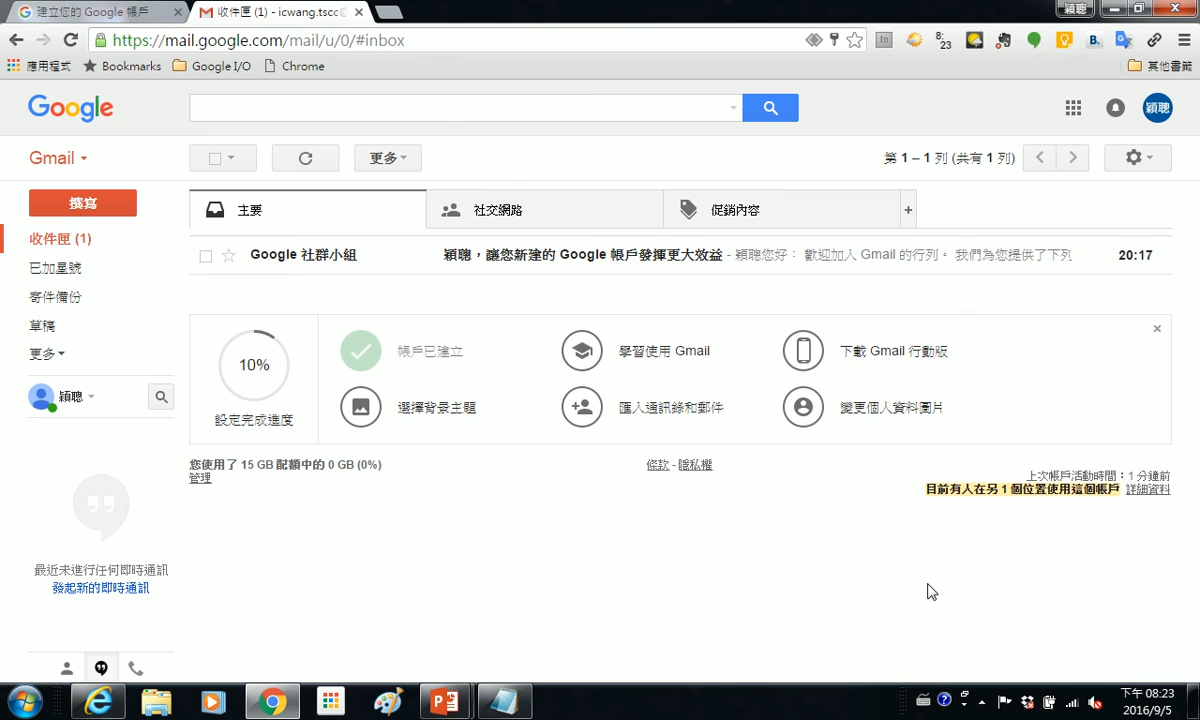 建立您的 Google 帳戶
收件匣 (1) - icwang.tscc@
穎聰
https://mail.google.com/mail/u/0/#inbox
In
8:
23
B.
應用程式
Bookmarks
Google I/O
Chrome
其他書籤
Google
穎聰
Gmail
更多
第 1 – 1 列 (共有 1 列)
撰寫
收件匣 (1)
已加星號
寄件備份
草稿
更多
穎聰
最近未進行任何即時通訊
發起新的即時通訊
主要
社交網路
促銷內容
+
Google 社群小組
穎聰，讓您新建的 Google 帳戶發揮更大效益 - 穎聰您好： 歡迎加入 Gmail 的行列。 我們為您提供了下列
20:17
10%
設定完成進度
帳戶已建立
學習使用 Gmail
下載 Gmail 行動版
選擇背景主題
匯入通訊錄和郵件
變更個人資料圖片
您使用了 15 GB 配額中的 0 GB (0%)
管理
條款 - 隱私權
上次帳戶活動時間：1 分鐘前
目前有人在另 1 個位置使用這個帳戶 詳細資料
下午 08:23
2016/9/5